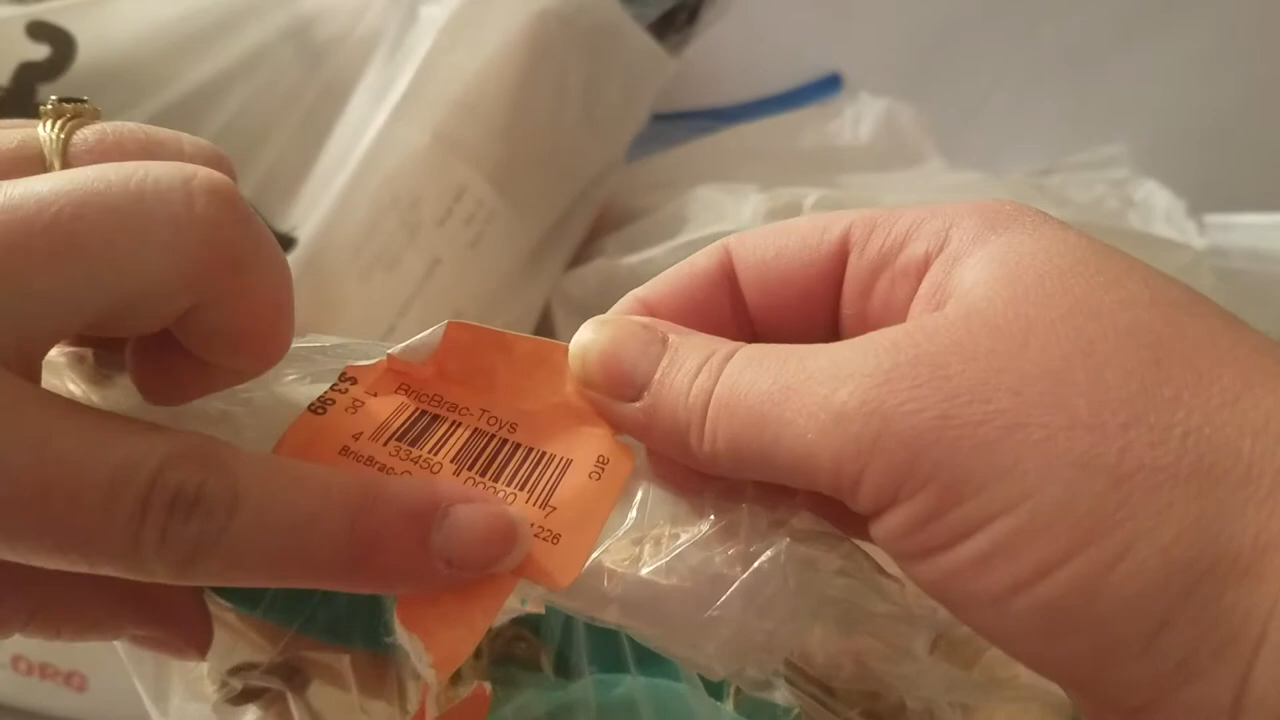 BricBrac-Toys
$3.99
1 pc
arc
4 33450 00000 7
BricBrac-
1226
.ORG